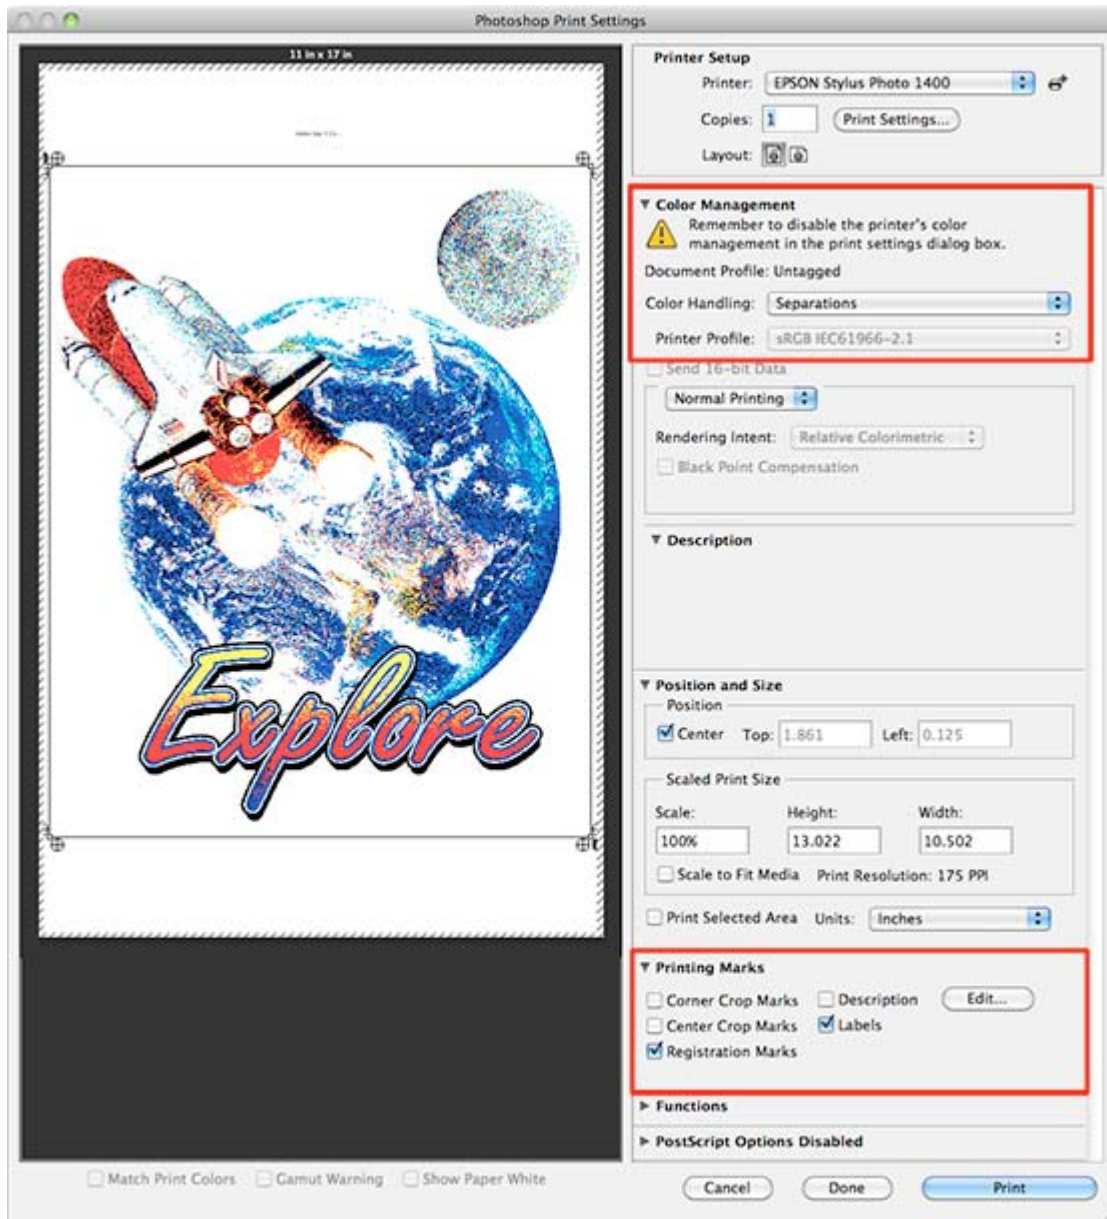 Photoshop Print Settings
11 in x 17 in
Explore
Printer Setup
Printer: EPSON Stylus Photo 1400
Copies: 1 Print Settings...
Layout:
Color Management
Remember to disable the printer's color
management in the print settings dialog box.
Document Profile: Untagged
Color Handling: Separations
Printer Profile: sRGB IEC61966-2.1
Send 16-bit Data
Normal Printing
Rendering Intent: Relative Colorimetric
Black Point Compensation
Description
Position and Size
Position
Center Top: 1.861 Left: 0.125
Scaled Print Size
Scale: Height: Width:
100% 13.022 10.502
Scale to Fit Media Print Resolution: 175 PPI
Print Selected Area Units: Inches
Printing Marks
Corner Crop Marks Description Edit...
Center Crop Marks Labels
Registration Marks
Functions
PostScript Options Disabled
Match Print Colors Gamut Warning Show Paper White
Cancel Done Print